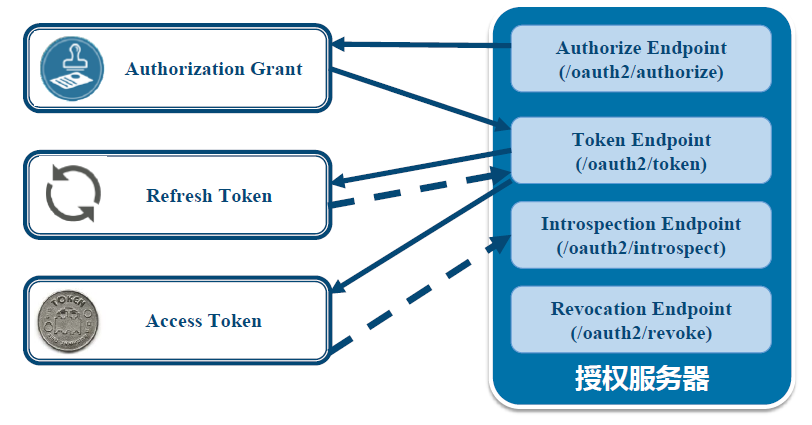 Authorization Grant
Authorize Endpoint
(/oauth2/authorize)
Token Endpoint
(/oauth2/token)
Refresh Token
Introspection Endpoint
(/oauth2/introspect)
TOKEN
Access Token
Revocation Endpoint
(/oauth2/revoke)
授权服务器